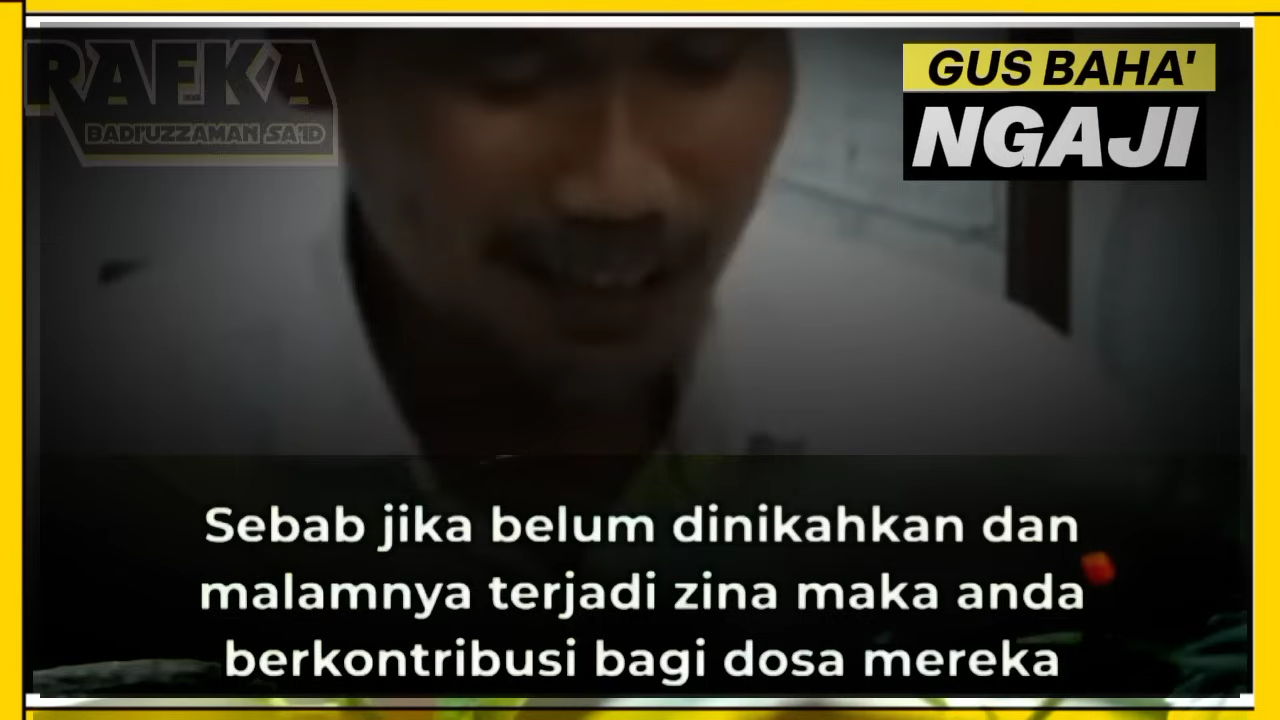 RAFKA
BADI'UZZAMAN SA'ID
GUS BAHA'
NGAJI
Sebab jika belum dinikahkan dan
malamnya terjadi zina maka anda
berkontribusi bagi dosa mereka